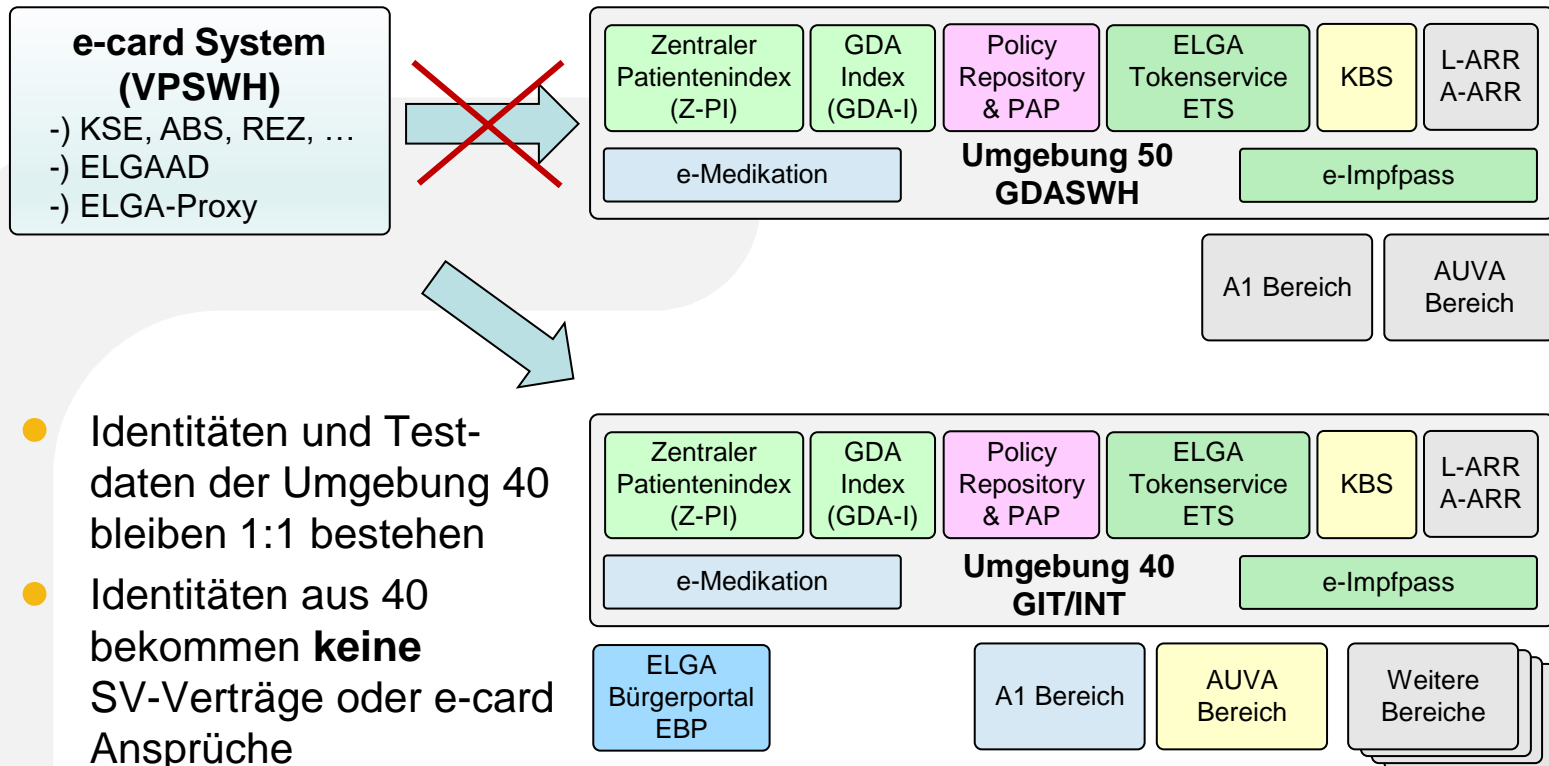 e-card System
(VPSWH)
-) KSE, ABS, REZ, …
-) ELGAAD
-) ELGA-Proxy
Zentraler
Patientenindex
(Z-PI)
GDA
Index
(GDA-I)
Policy
Repository
& PAP
ELGA
Tokenservice
ETS
KBS
L-ARR
A-ARR
e-Medikation
Umgebung 50
GDASWH
e-Impfpass
A1 Bereich
AUVA
Bereich
Identitäten und Test-
daten der Umgebung 40
bleiben 1:1 bestehen
Identitäten aus 40
bekommen keine
SV-Verträge oder e-card
Ansprüche
Zentraler
Patientenindex
(Z-PI)
GDA
Index
(GDA-I)
Policy
Repository
& PAP
ELGA
Tokenservice
ETS
KBS
L-ARR
A-ARR
e-Medikation
Umgebung 40
GIT/INT
e-Impfpass
ELGA
Bürgerportal
EBP
A1 Bereich
AUVA
Bereich
Weitere
Bereiche